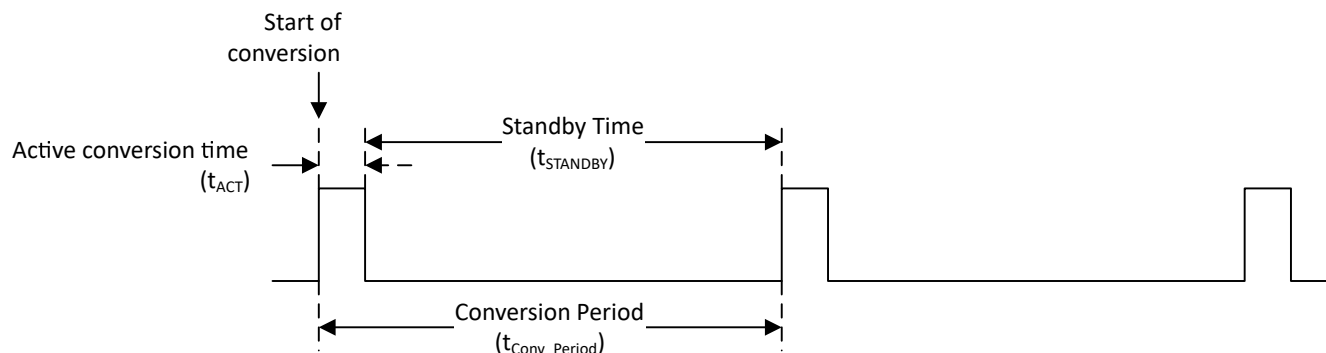 Start of
conversion
Standby Time
(tSTANDBY)
Active conversion time
(tACT)
Conversion Period
(tConv_Period)